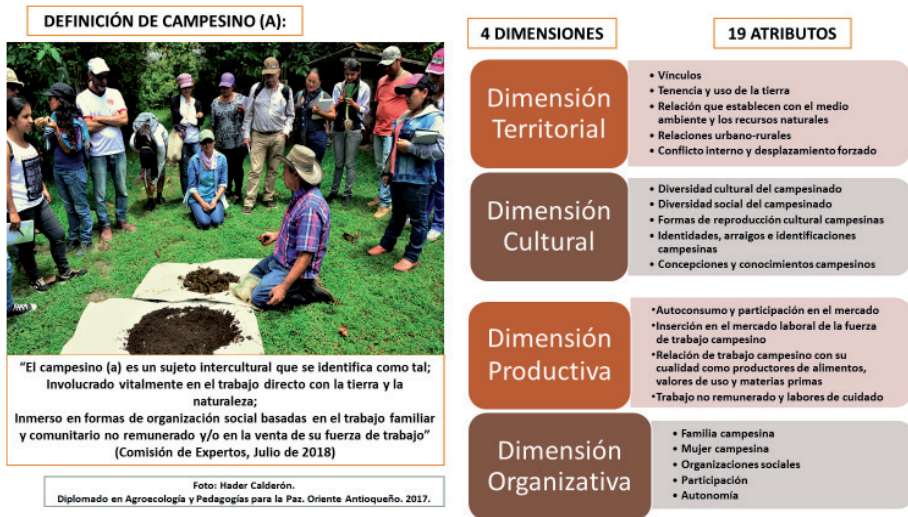 DEFINICIÓN DE CAMPESINO (A):
"El campesino (a) es un sujeto intercultural que se identifica como tal;
Involucrado vitalmente en el trabajo directo con la tierra y la
naturaleza;
Inmerso en formas de organización social basadas en el trabajo familiar
y comunitario no remunerado y/o en la venta de su fuerza de trabajo"
(Comisión de Expertos, Julio de 2018)
Foto: Hader Calderón.
Diplomado en Agroecología y Pedagogías para la Paz. Oriente Antioqueño. 2017.
4 DIMENSIONES
19 ATRIBUTOS
Dimensión
Territorial
• Vínculos
• Tenencia y uso de la tierra
• Relación que establecen con el medio
ambiente y los recursos naturales
• Relaciones urbano-rurales
• Conflicto interno y desplazamiento forzado
Dimensión
Cultural
• Diversidad cultural del campesinado
• Diversidad social del campesinado
• Formas de reproducción cultural campesinas
• Identidades, arraigos e identificaciones
campesinas
• Concepciones y conocimientos campesinos
Dimensión
Productiva
•Autoconsumo y participación en el mercado
•Inserción en el mercado laboral de la fuerza
de trabajo campesino
•Relación de trabajo campesino con su
cualidad como productores de alimentos,
valores de uso y materias primas
•Trabajo no remunerado y labores de cuidado
Dimensión
Organizativa
• Familia campesina
• Mujer campesina
• Organizaciones sociales
• Participación
• Autonomía